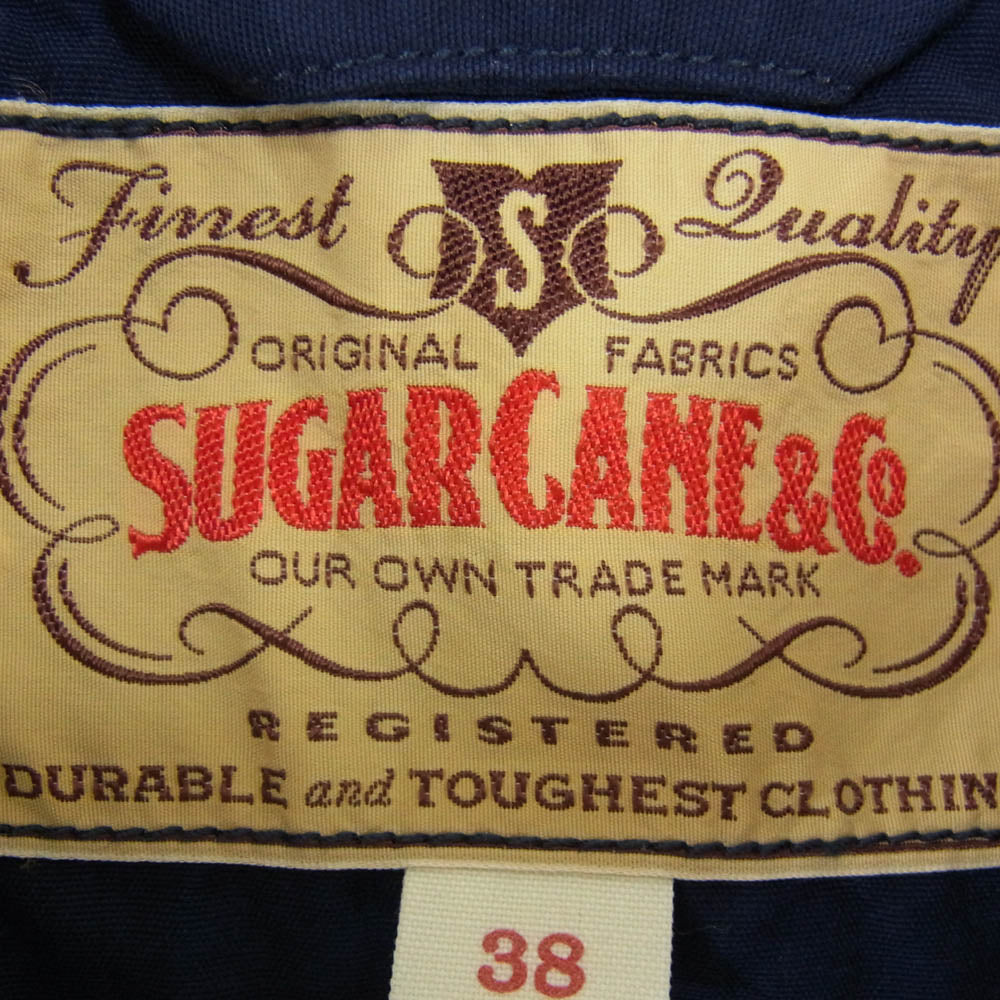 Finest Quality
S
ORIGINAL FABRICS
SUGAR CANE & Co.
OUR OWN TRADE MARK
REGISTERED
DURABLE and TOUGHEST CLOTHIN
38